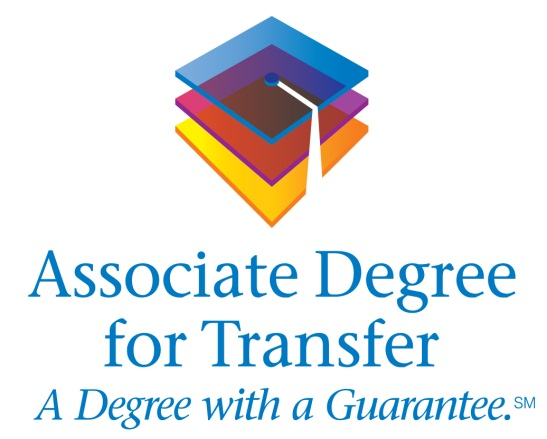 Associate Degree
for Transfer
A Degree with a Guarantee.℠